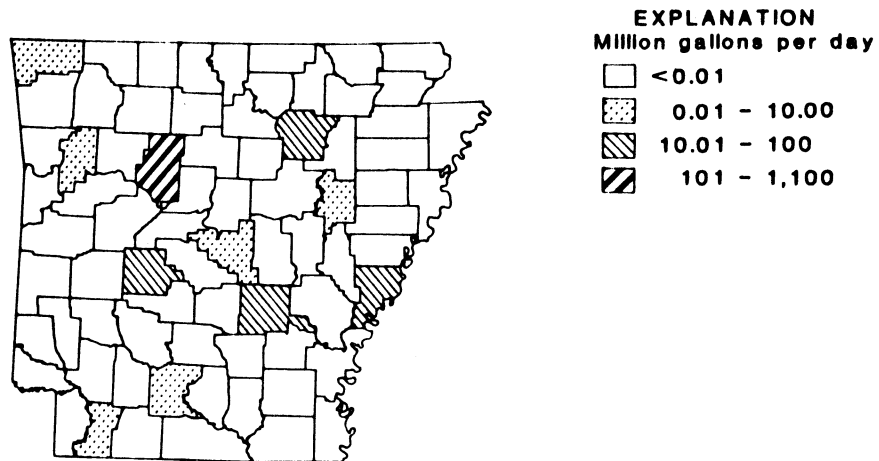 EXPLANATION
Million gallons per day
<0.01
0.01 - 10.00
10.01 - 100
101 - 1,100